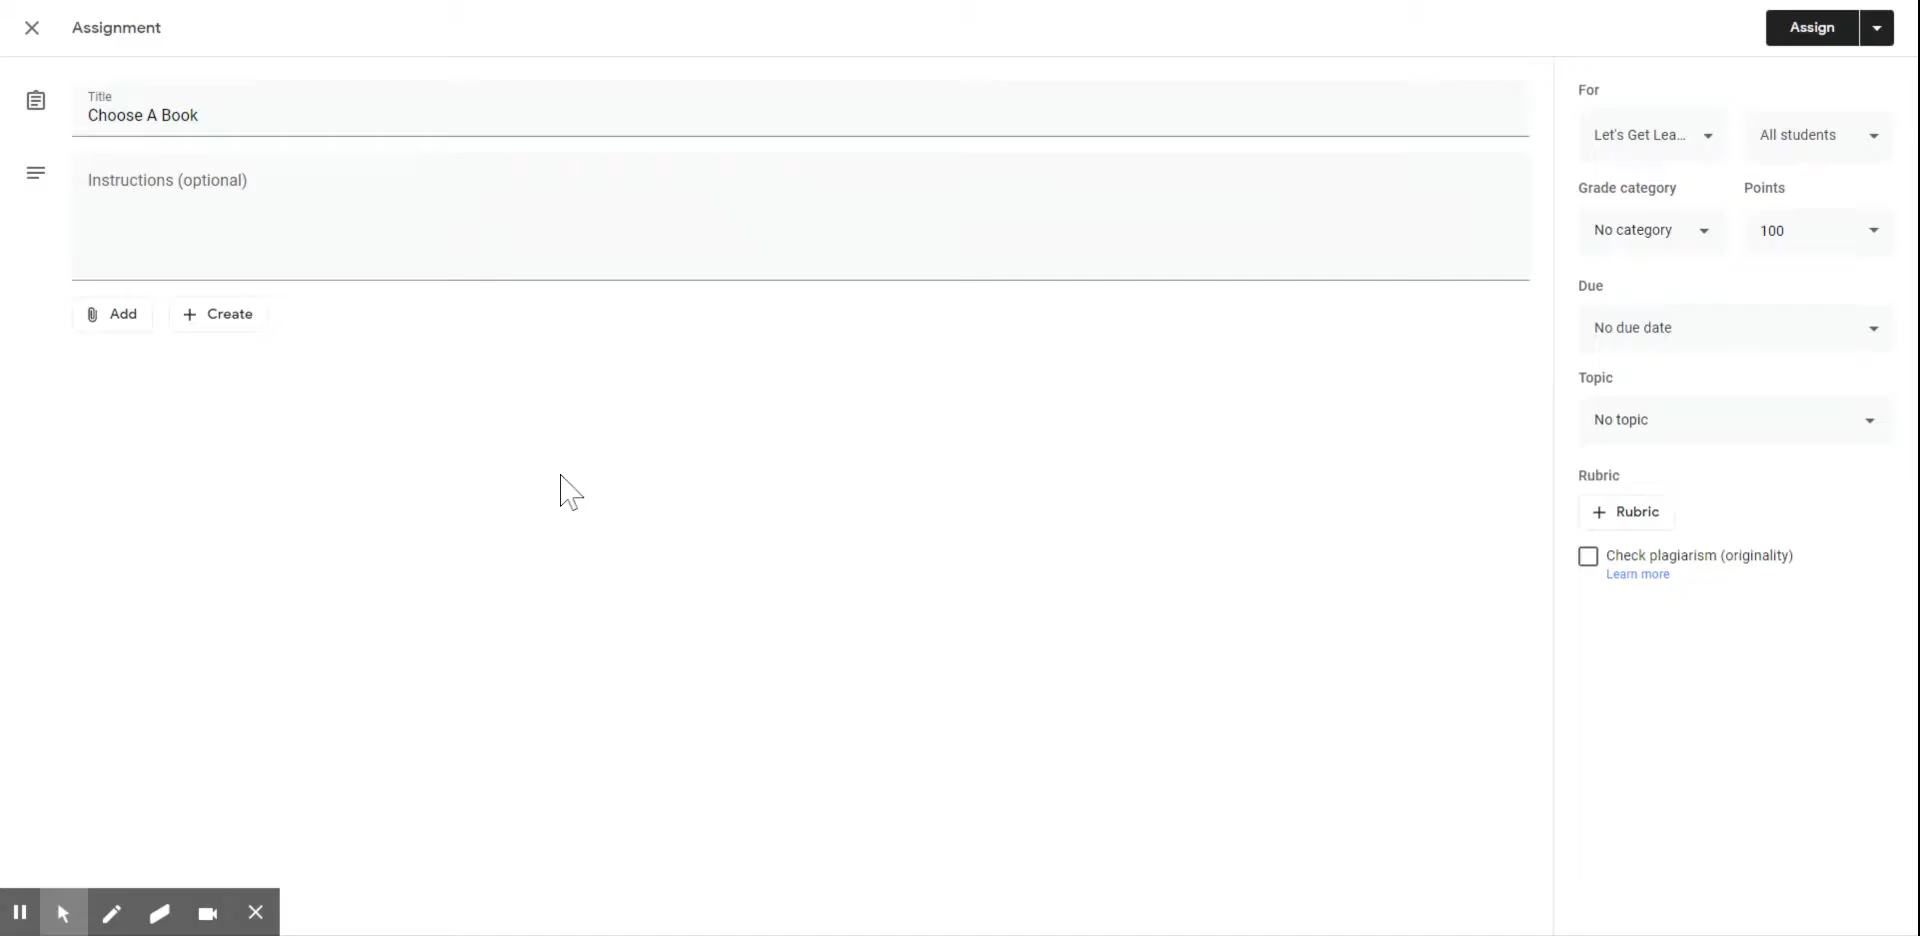 Assignment
Assign
Title
Choose A Book
Instructions (optional)
Add
Create
For
Let's Get Lea...
All students
Grade category
Points
No category
100
Due
No due date
Topic
No topic
Rubric
Rubric
Check plagiarism (originality)
Learn more